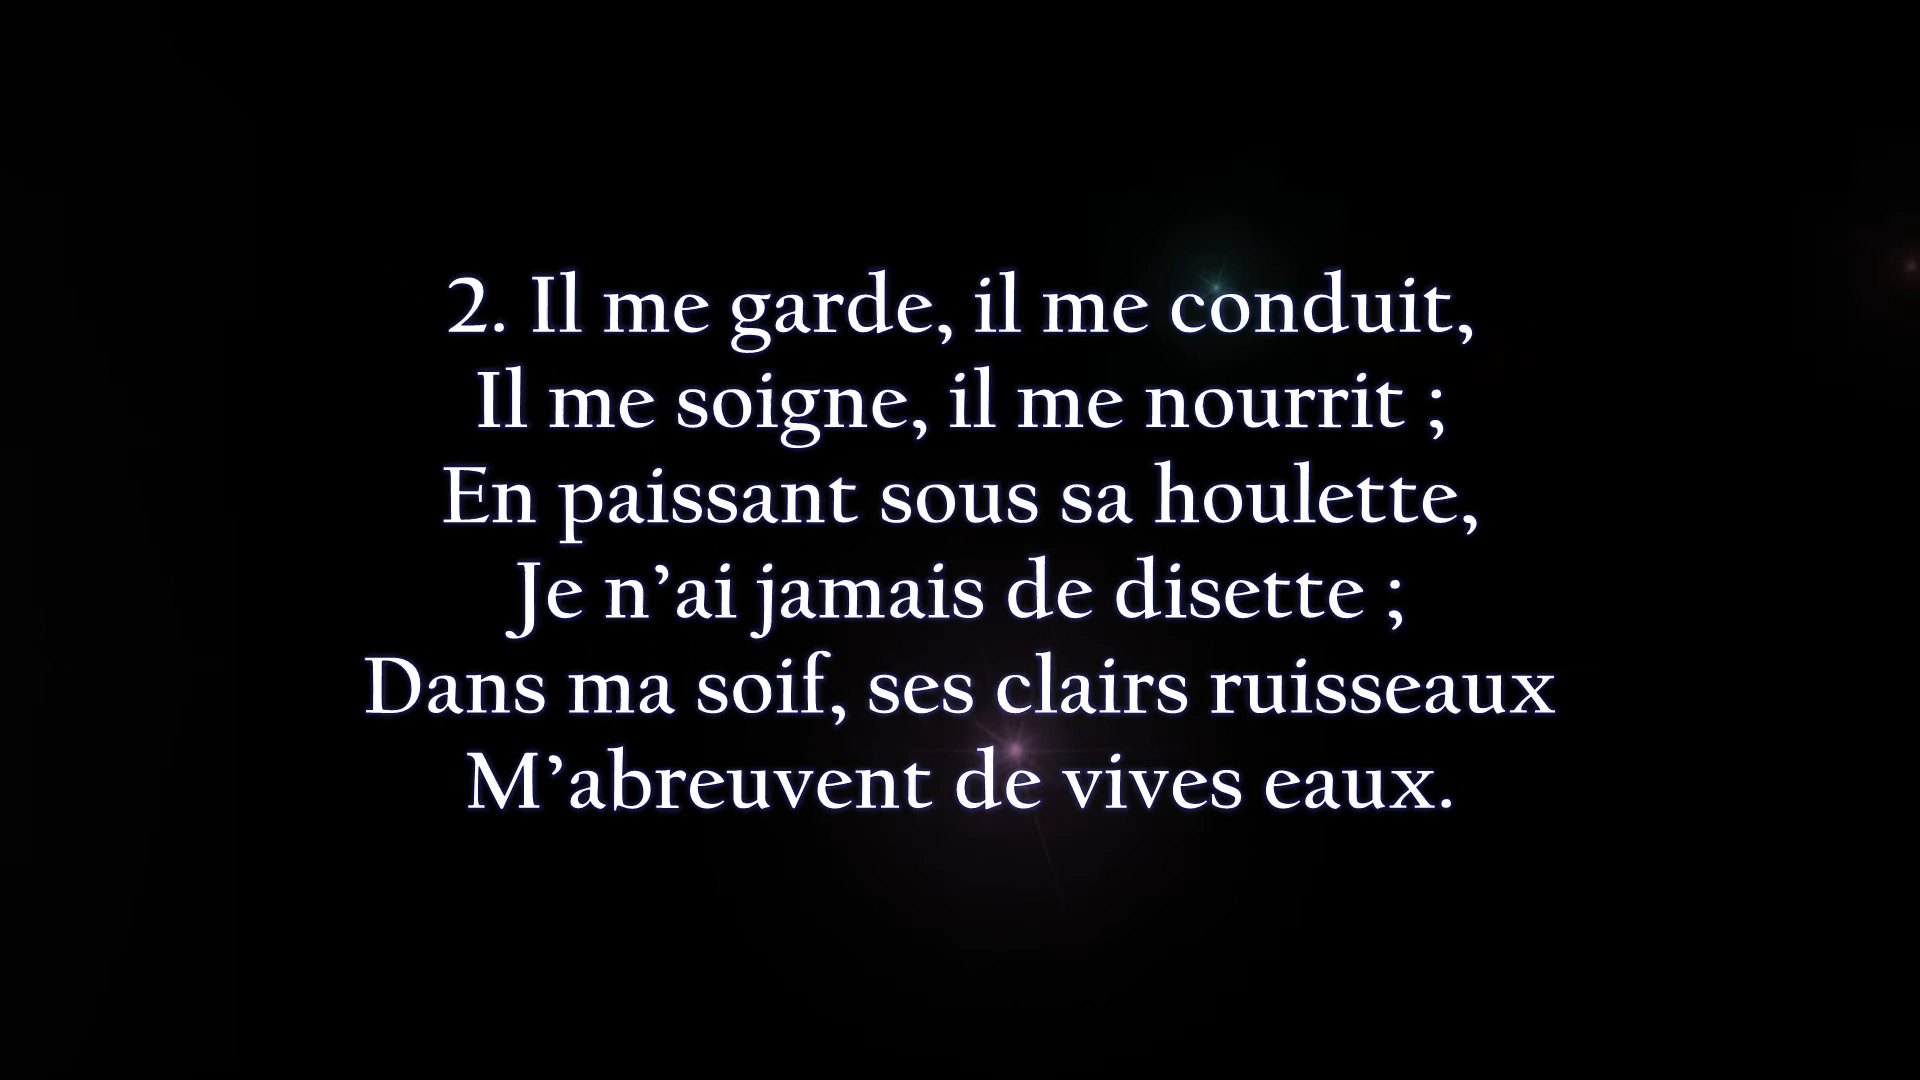 2. Il me garde, il me conduit,
Il me soigne, il me nourrit ;
En paissant sous sa houlette,
Je n’ai jamais de disette ;
Dans ma soif, ses clairs ruisseaux
M’abreuvent de vives eaux.